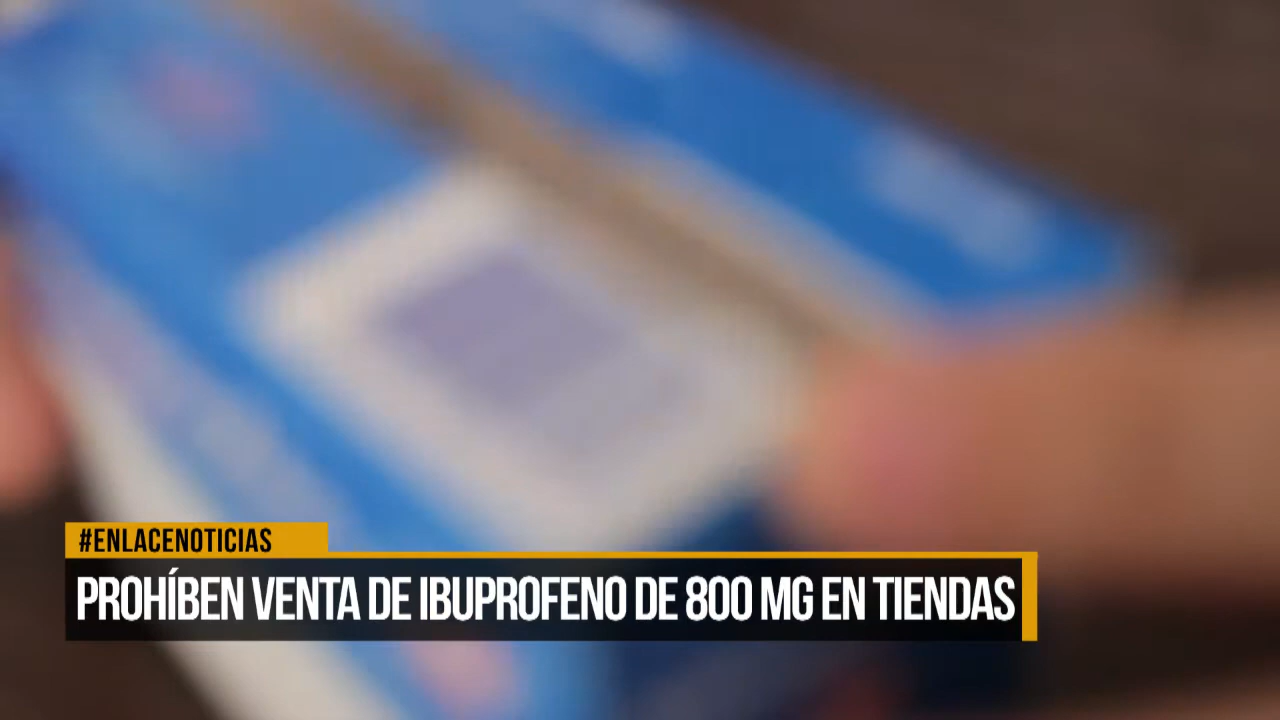 #ENLACENOTICIAS
PROHÍBEN VENTA DE IBUPROFENO DE 800 MG EN TIENDAS